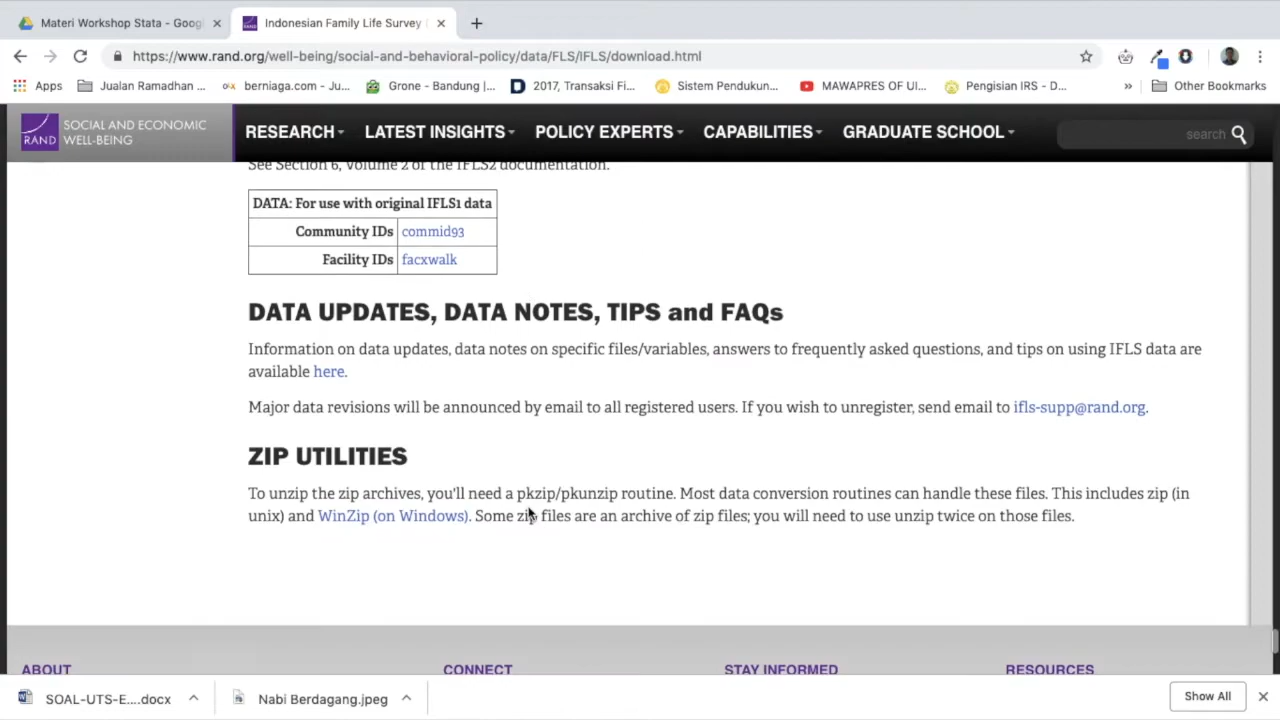 Materi Workshop Stata - Goog
Indonesian Family Life Survey
https://www.rand.org/well-being/social-and-behavioral-policy/data/FLS/IFLS/download.html
Apps
Jualan Ramadhan ...
berniaga.com - Ju...
Grone - Bandung |...
2017, Transaksi Fi...
Sistem Pendukun...
MAWAPRES OF UI...
Pengisian IRS - D...
»
Other Bookmarks
RAND
SOCIAL AND ECONOMIC
WELL-BEING
RESEARCH
LATEST INSIGHTS
POLICY EXPERTS
CAPABILITIES
GRADUATE SCHOOL
search
See Section 6, Volume 2 of the IFLS2 documentation.
DATA: For use with original IFLS1 data
Community IDs commid93
Facility IDs facxwalk
DATA UPDATES, DATA NOTES, TIPS and FAQs
Information on data updates, data notes on specific files/variables, answers to frequently asked questions, and tips on using IFLS data are
available here.
Major data revisions will be announced by email to all registered users. If you wish to unregister, send email to ifls-supp@rand.org.
ZIP UTILITIES
To unzip the zip archives, you'll need a pkzip/pkunzip routine. Most data conversion routines can handle these files. This includes zip (in
unix) and WinZip (on Windows). Some zip files are an archive of zip files; you will need to use unzip twice on those files.
ABOUT
CONNECT
STAY INFORMED
RESOURCES
SOAL-UTS-E....docx
Nabi Berdagang.jpeg
Show All